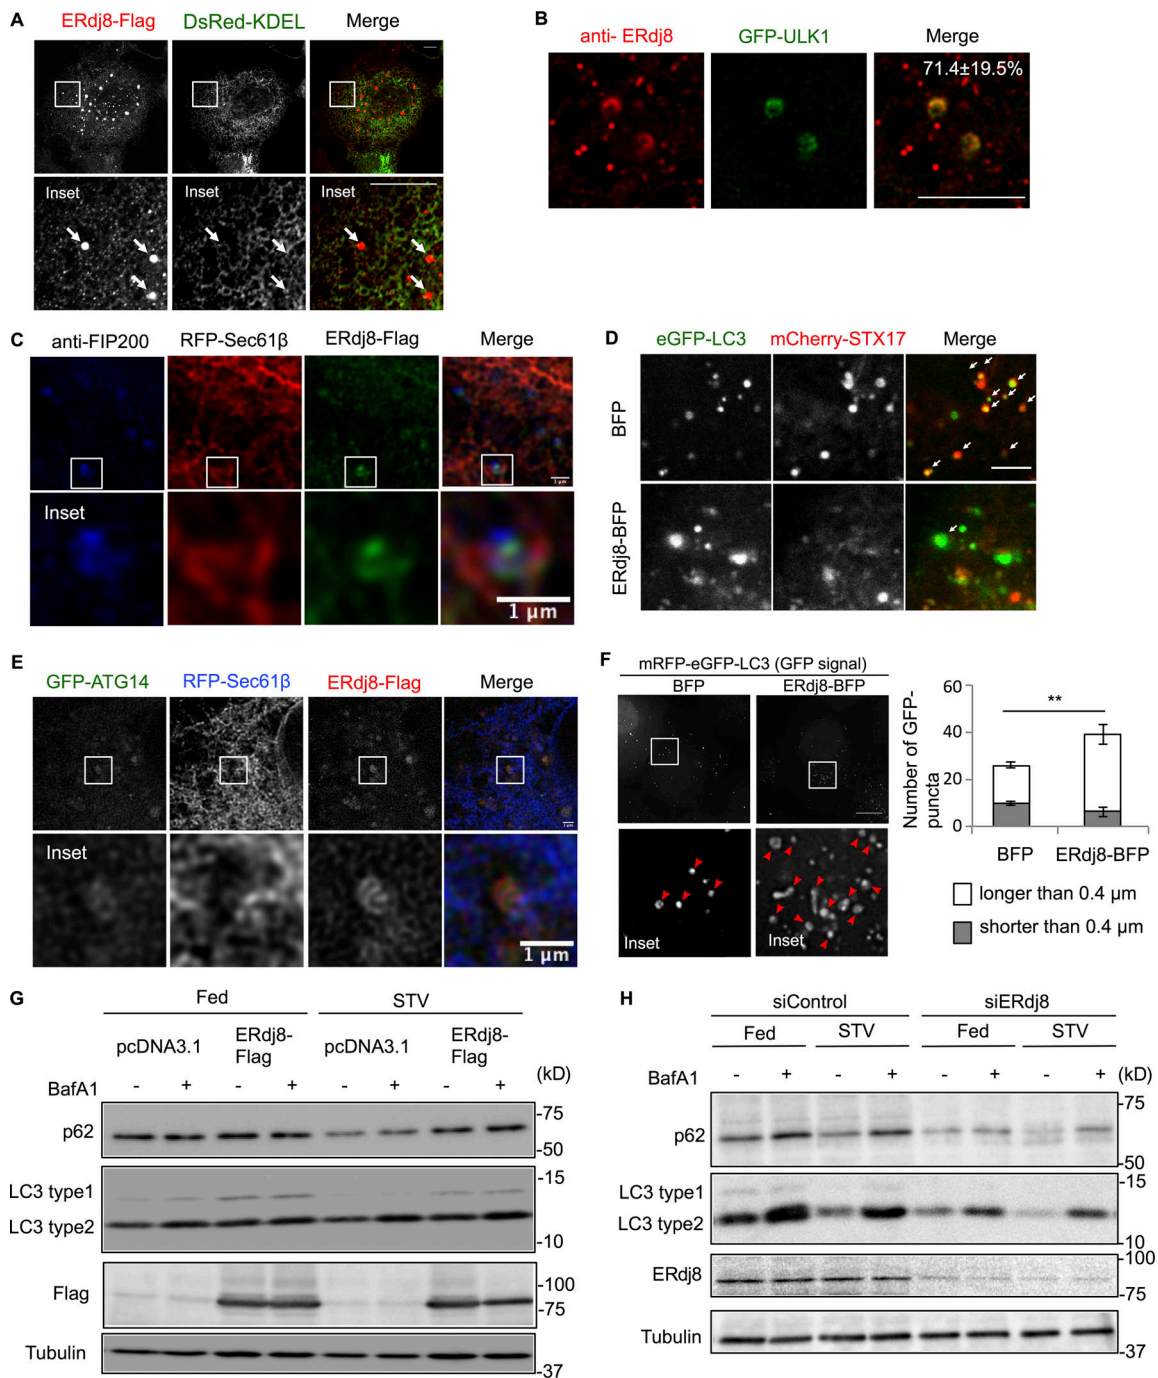 A
ERdj8-Flag DsRed-KDEL Merge
Inset Inset
B
anti- ERdj8 GFP-ULK1 Merge
71.4±19.5%
C
anti-FIP200 RFP-Sec61β ERdj8-Flag Merge
1 µm
Inset
1 µm
D
eGFP-LC3 mCherry-STX17 Merge
BFP
ERdj8-BFP
E
GFP-ATG14 RFP-Sec61β ERdj8-Flag Merge
1 µm
Inset
1 µm
F
mRFP-eGFP-LC3 (GFP signal)
BFP ERdj8-BFP
Inset Inset
Number of GFP-
puncta
60
40
20
0
**
BFP ERdj8-BFP
longer than 0.4 µm
shorter than 0.4 µm
G
Fed STV
pcDNA3.1 ERdj8-Flag pcDNA3.1 ERdj8-Flag
(kD)
BafA1 - + - + - + - +
p62 -75
-50
LC3 type1 -15
LC3 type2 -10
Flag -100
-75
Tubulin -37
H
siControl siERdj8
Fed STV Fed STV
BafA1 - + - + - + - + (kD)
p62 -75
-50
LC3 type1 -15
LC3 type2 -10
ERdj8 -100
-75
Tubulin -37